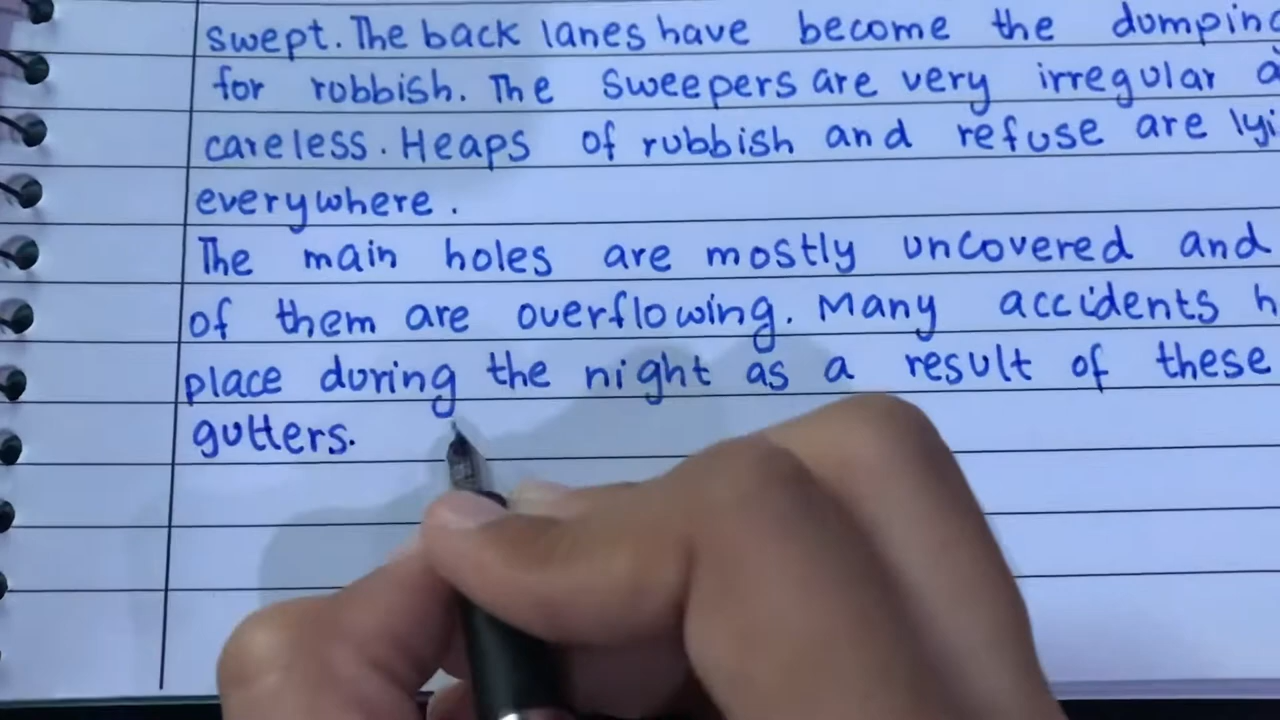 swept. The back lanes have become the dumping
for rubbish. The sweepers are very irregular
careless. Heaps of rubbish and refuse are
everywhere.
The main holes are mostly uncovered and
of them are overflowing. Many accidents
place during the night as a result of these
gutters.